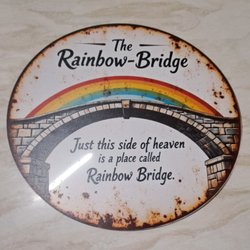 The
Rainbow-Bridge
Just this side of heaven
is a place called
Rainbow Bridge.